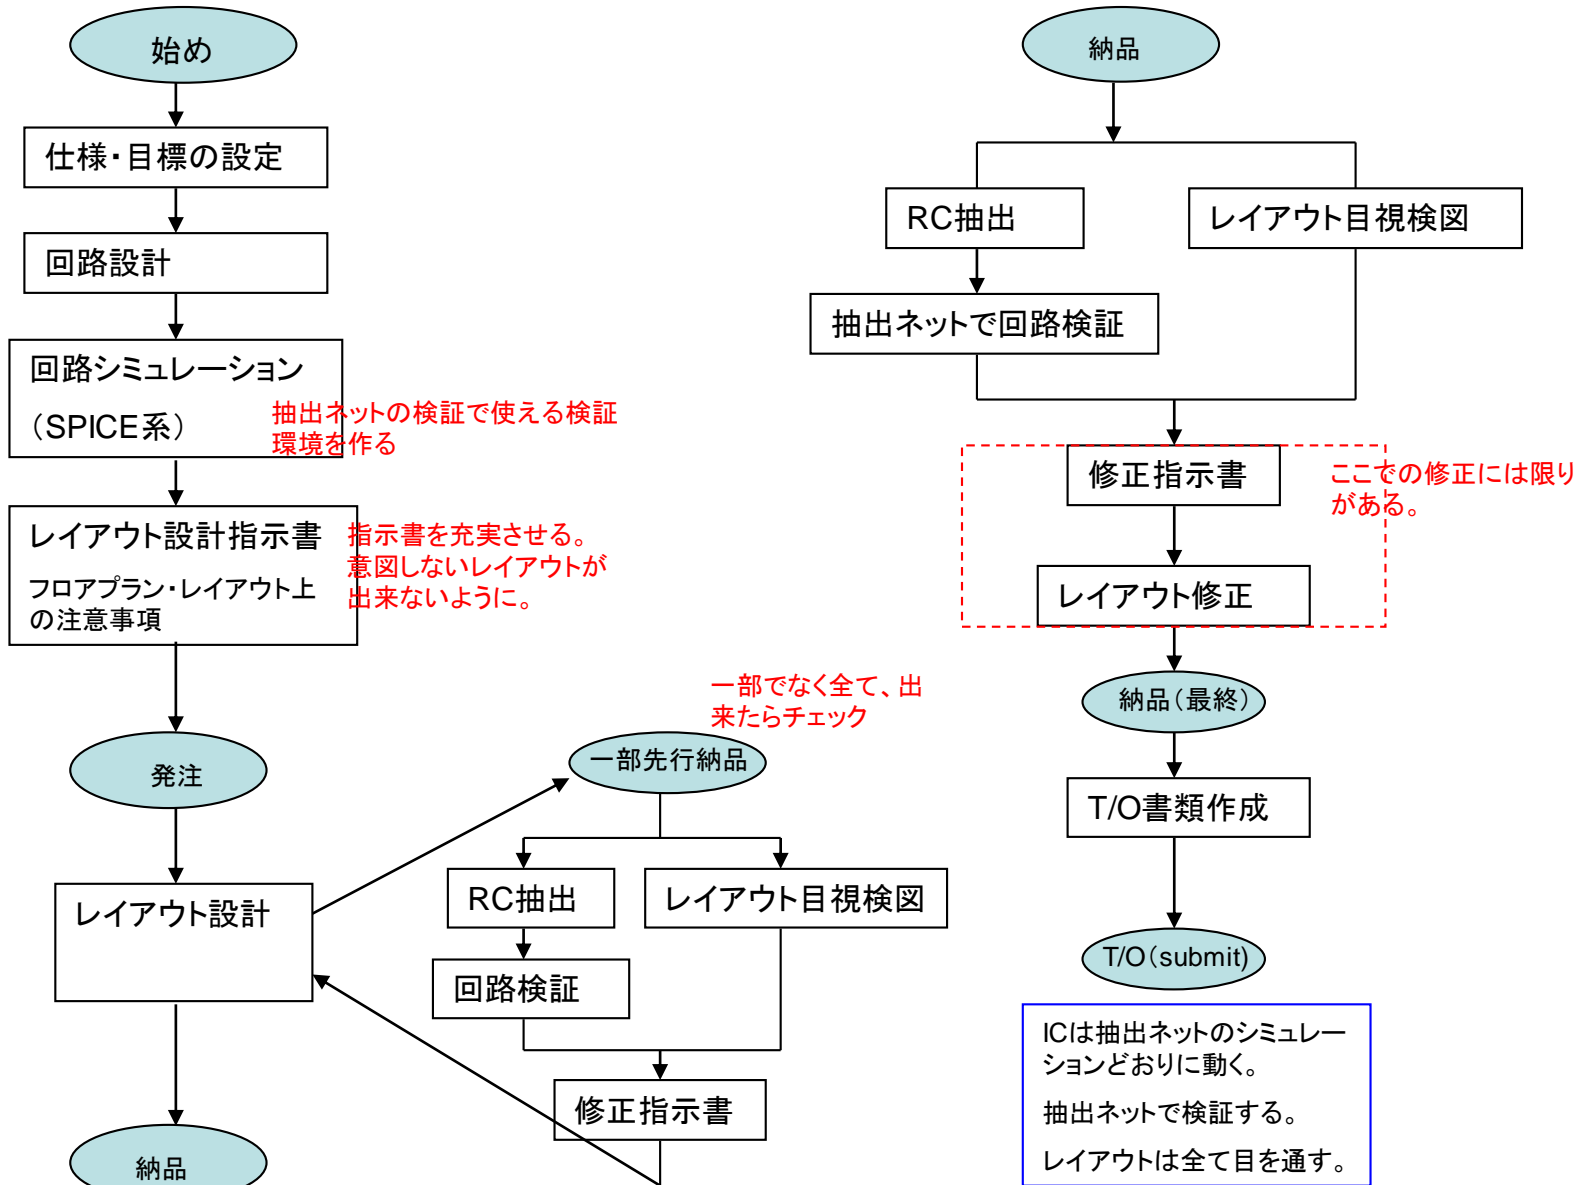 始め
仕様・目標の設定
回路設計
回路シミュレーション
（SPICE系）
抽出ネットの検証で使える検証
環境を作る
レイアウト設計指示書
フロアプラン・レイアウト上
の注意事項
指示書を充実させる。
意図しないレイアウトが
出来ないように。
発注
レイアウト設計
納品
一部でなく全て、出
来たらチェック
一部先行納品
RC抽出
レイアウト目視検図
回路検証
修正指示書
納品
RC抽出
レイアウト目視検図
抽出ネットで回路検証
修正指示書
ここでの修正には限り
がある。
レイアウト修正
納品（最終）
T/O書類作成
T/O（submit)
ICは抽出ネットのシミュレー
ションどおりに動く。
抽出ネットで検証する。
レイアウトは全て目を通す。